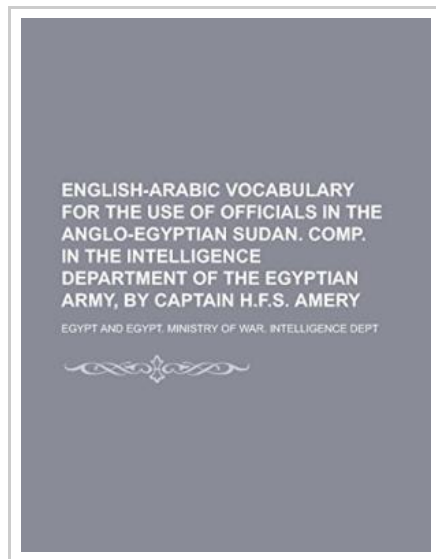 ENGLISH-ARABIC VOCABULARY
FOR THE USE OF OFFICIALS IN THE
ANGLO-EGYPTIAN SUDAN. COMP.
IN THE INTELLIGENCE
DEPARTMENT OF THE EGYPTIAN
ARMY, BY CAPTAIN H.F.S. AMERY
EGYPT AND EGYPT. MINISTRY OF WAR. INTELLIGENCE DEPT